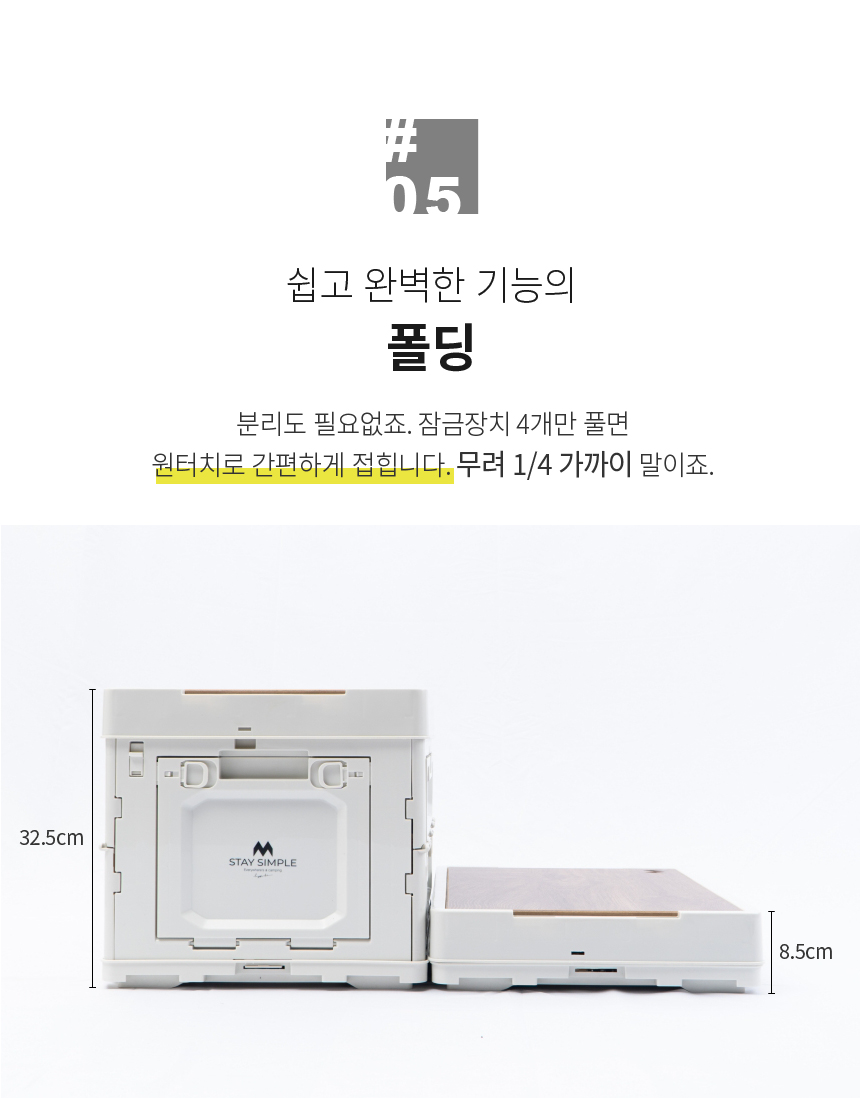 #
05
쉽고 완벽한 기능의
폴딩
분리도 필요없죠. 잠금장치 4개만 풀면
원터치로 간편하게 접힙니다. 무려 1/4 가까이 말이죠.
32.5cm
STAY SIMPLE
8.5cm